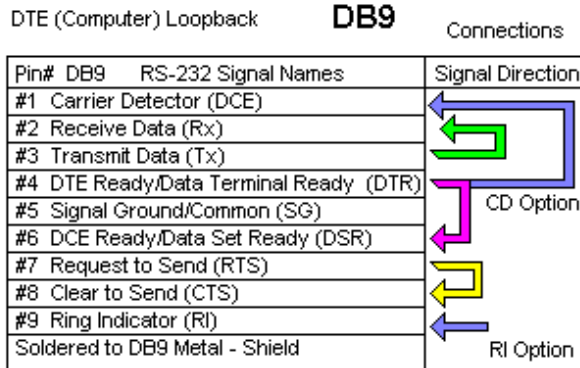 DTE (Computer) Loopback DB9 Connections
Pin# DB9 RS-232 Signal Names Signal Direction
#1 Carrier Detector (DCE)
#2 Receive Data (Rx)
#3 Transmit Data (Tx)
#4 DTE Ready/Data Terminal Ready (DTR)
#5 Signal Ground/Common (SG) CD Option
#6 DCE Ready/Data Set Ready (DSR)
#7 Request to Send (RTS)
#8 Clear to Send (CTS)
#9 Ring Indicator (RI)
Soldered to DB9 Metal - Shield RI Option